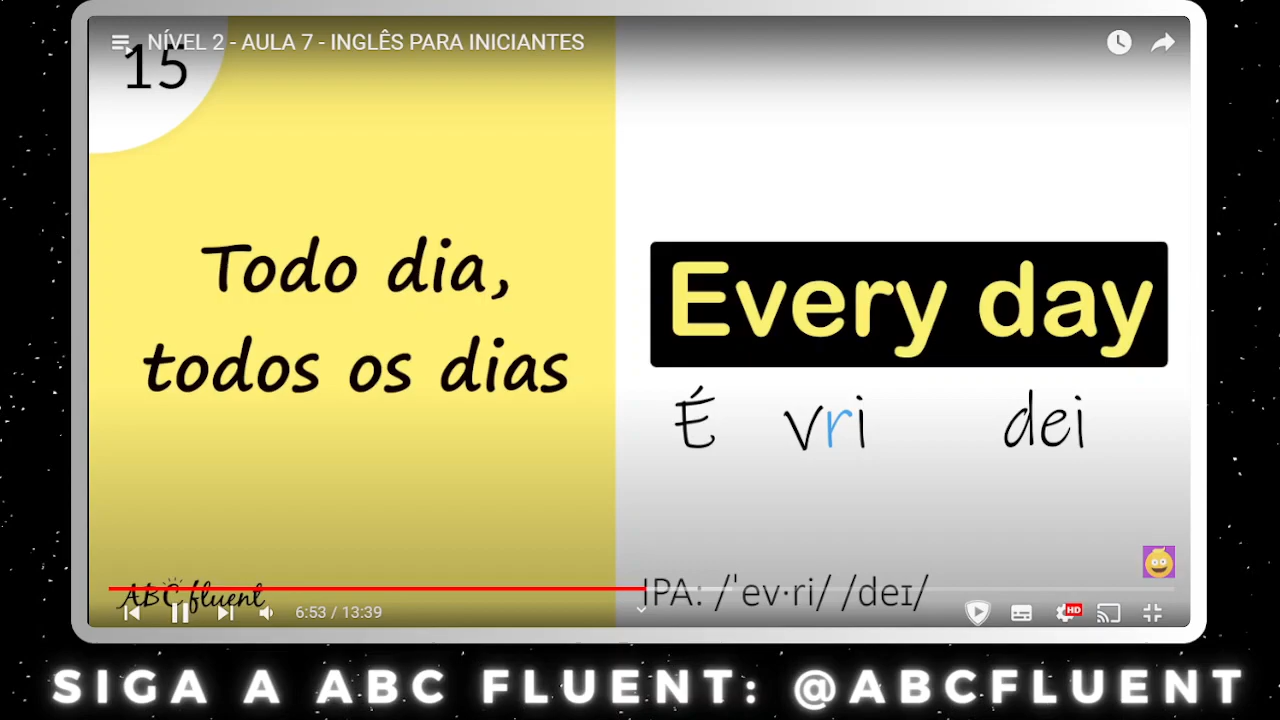 NÍVEL 2 - AULA 7 - INGLÊS PARA INICIANTES
15
Todo dia,
todos os dias
Every day
É vri dei
ABC fluent
IPA: /ˈev·ri/ /deɪ/
6:53 / 13:39
HD
SIGA A ABC FLUENT: @ABCFLUENT